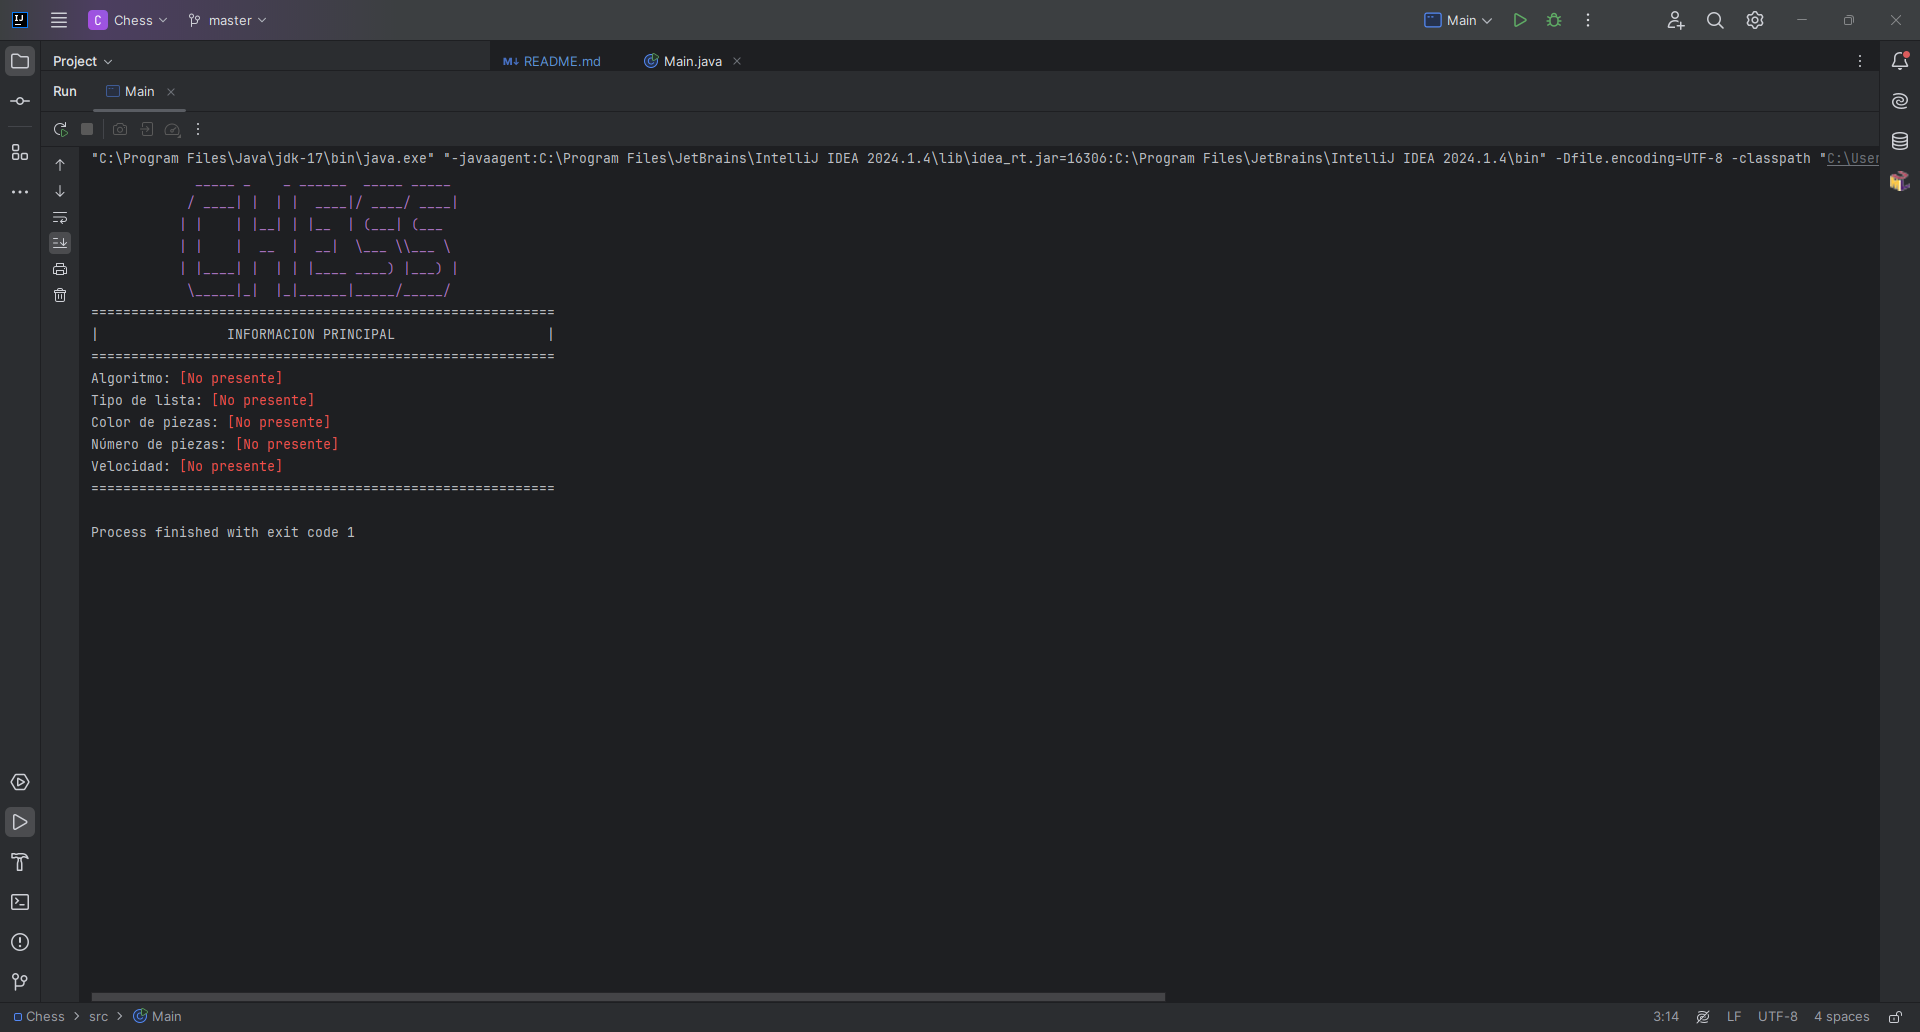 Chess master Main
Project README.md Main.java
Run Main
"C:\Program Files\Java\jdk-17\bin\java.exe" "-javaagent:C:\Program Files\JetBrains\IntelliJ IDEA 2024.1.4\lib\idea_rt.jar=16306:C:\Program Files\JetBrains\IntelliJ IDEA 2024.1.4\bin" -Dfile.encoding=UTF-8 -classpath "C:\User
CHESS
==========================================================
|                INFORMACION PRINCIPAL                   |
==========================================================
Algoritmo: [No presente]
Tipo de lista: [No presente]
Color de piezas: [No presente]
Número de piezas: [No presente]
Velocidad: [No presente]
==========================================================
Process finished with exit code 1
Chess > src > Main 3:14 LF UTF-8 4 spaces